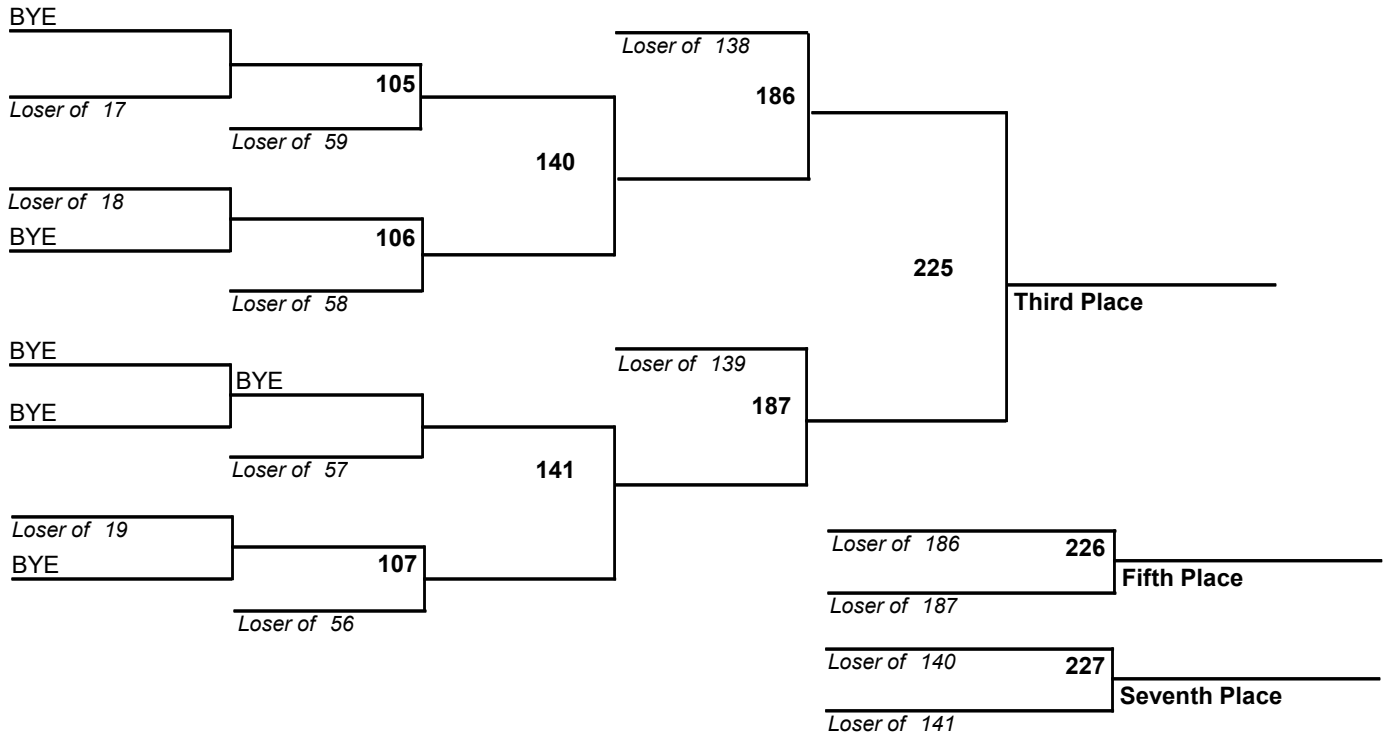 BYE
Loser of 138
105
186
Loser of 17
Loser of 59
140
Loser of 18
BYE
106
225
Loser of 58
Third Place
BYE
Loser of 139
BYE
187
BYE
Loser of 57
141
Loser of 19
Loser of 186
226
BYE
107
Fifth Place
Loser of 187
Loser of 56
Loser of 140
227
Seventh Place
Loser of 141